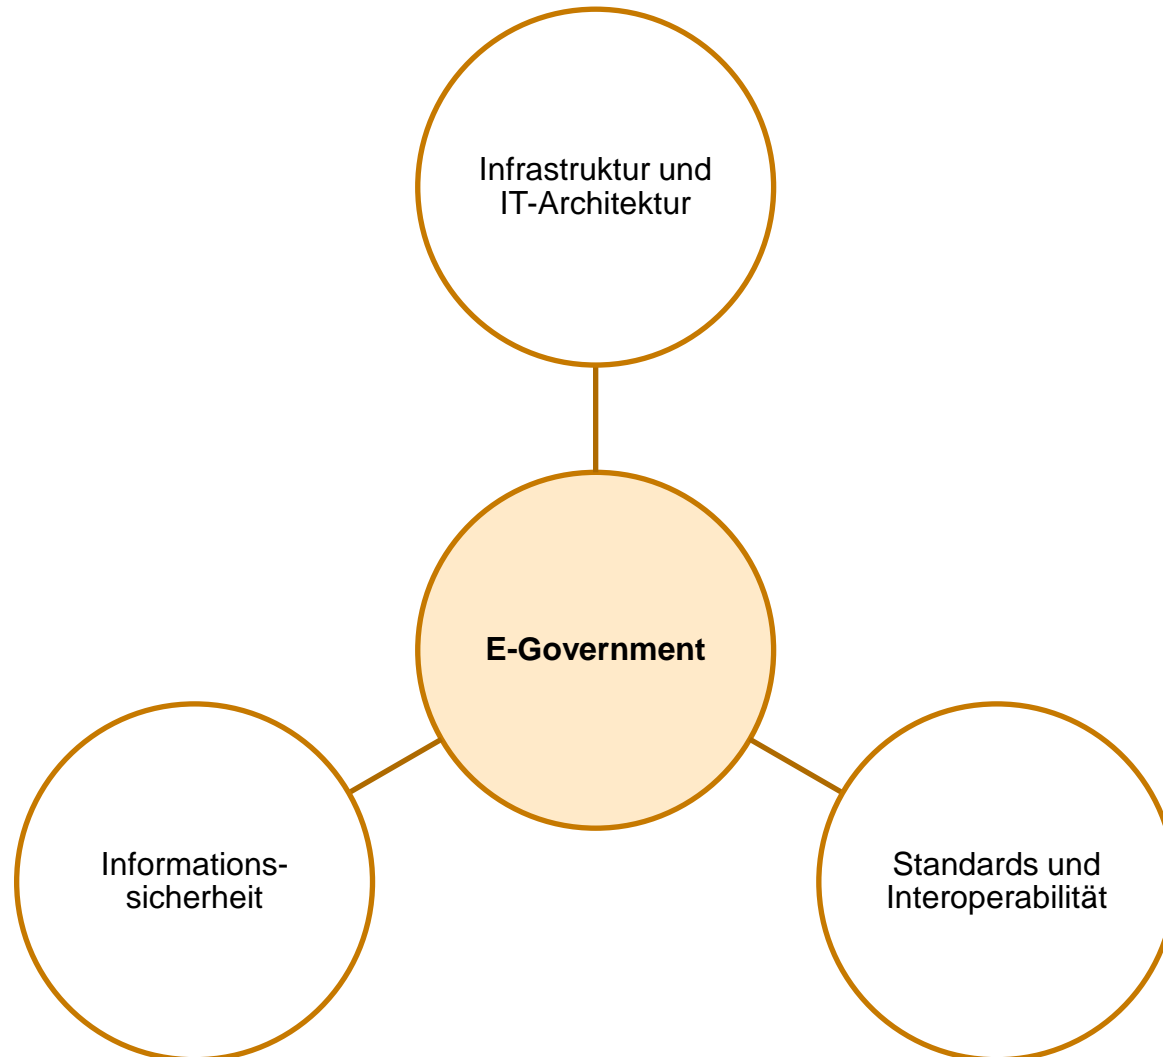 Infrastruktur und
IT-Architektur
E-Government
Informations-
sicherheit
Standards und
Interoperabilität